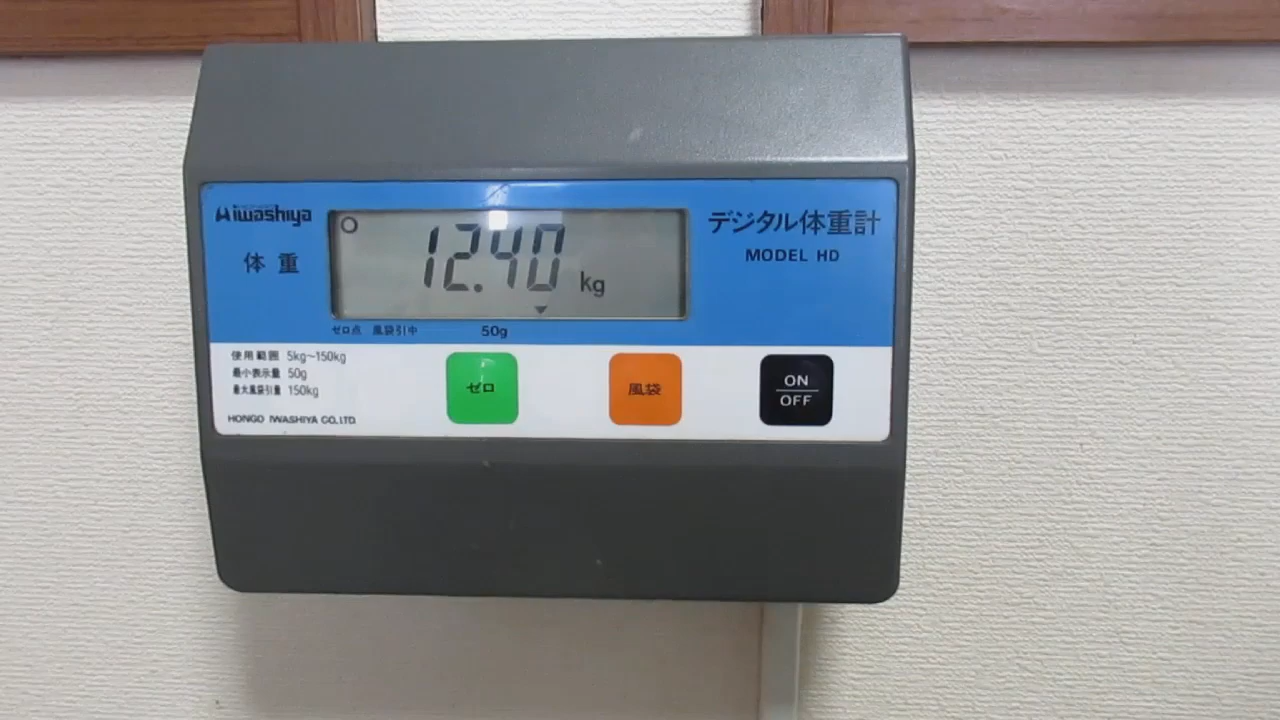 iwashiya
体重
12.40 kg
デジタル体重計
MODEL HD
ゼロ点 風袋引中 50g
使用範囲 5kg~150kg
最小表示量 50g
最大風袋引量 150kg
HONGO IWASHIYA CO.,LTD.
ゼロ
風袋
ON
OFF